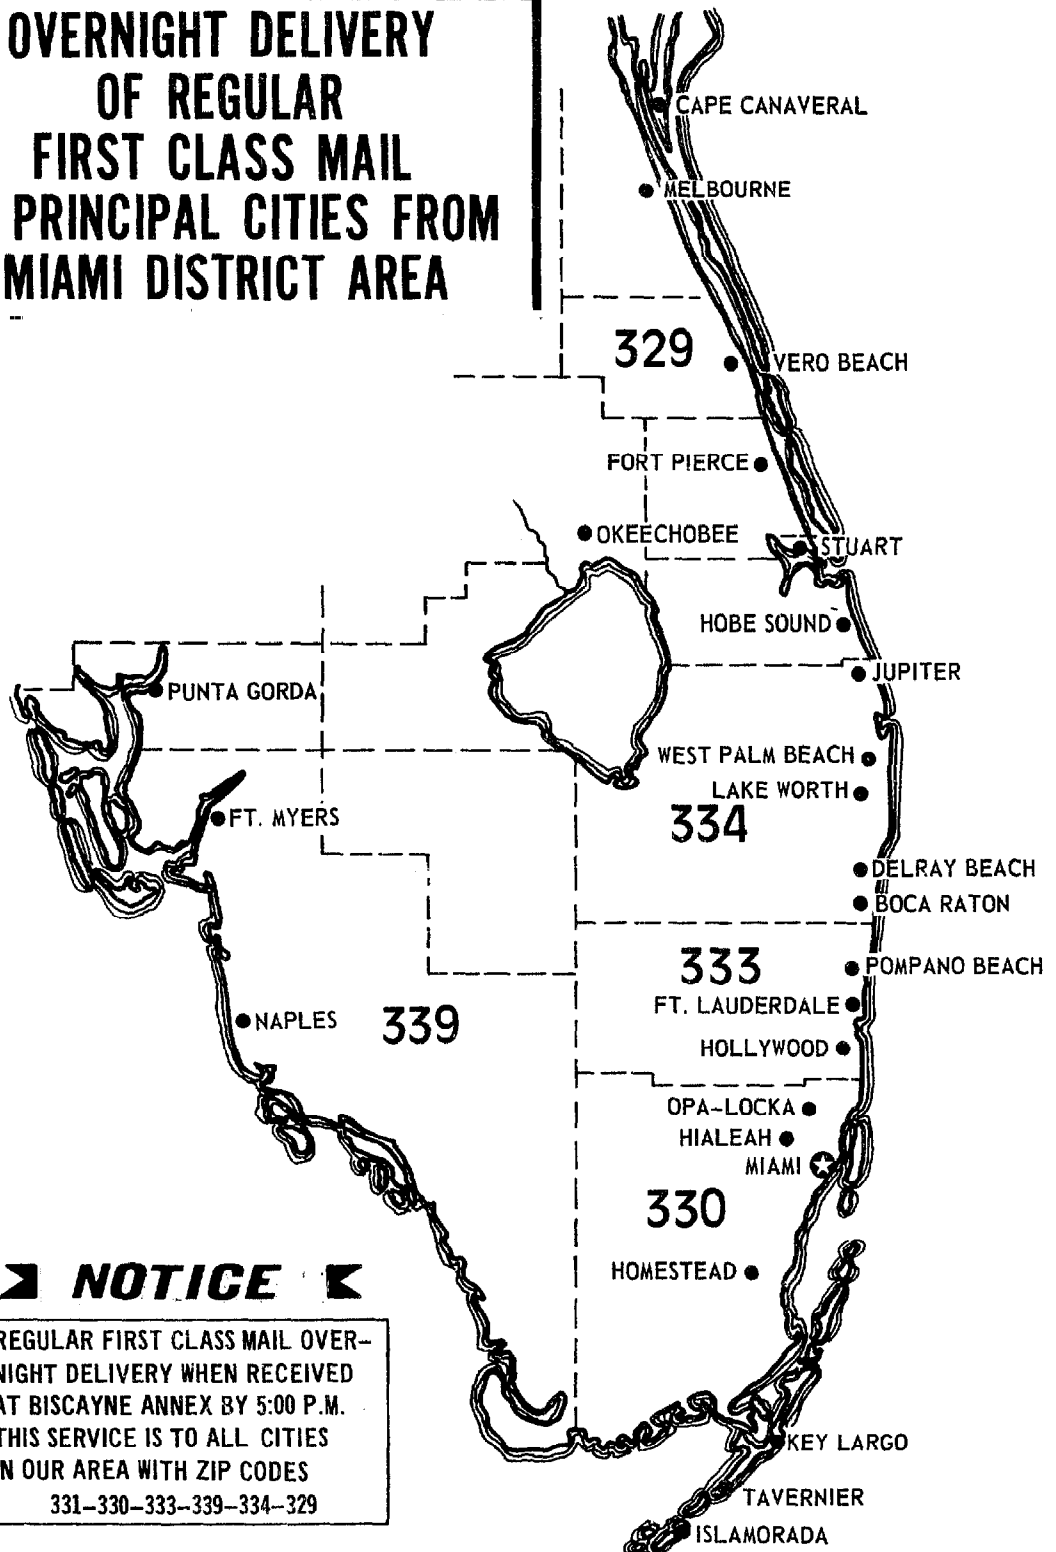 OVERNIGHT DELIVERY
OF REGULAR
FIRST CLASS MAIL
PRINCIPAL CITIES FROM
MIAMI DISTRICT AREA
CAPE CANAVERAL
MELBOURNE
329
VERO BEACH
FORT PIERCE
OKEECHOBEE
STUART
HOBE SOUND
JUPITER
PUNTA GORDA
WEST PALM BEACH
LAKE WORTH
FT. MYERS
334
DELRAY BEACH
BOCA RATON
333
POMPANO BEACH
FT. LAUDERDALE
NAPLES
339
HOLLYWOOD
OPA-LOCKA
HIALEAH
MIAMI
330
HOMESTEAD
NOTICE
REGULAR FIRST CLASS MAIL OVER-
NIGHT DELIVERY WHEN RECEIVED
AT BISCAYNE ANNEX BY 5:00 P.M.
THIS SERVICE IS TO ALL CITIES
N OUR AREA WITH ZIP CODES
331-330-333-339-334-329
KEY LARGO
TAVERNIER
ISLAMORADA